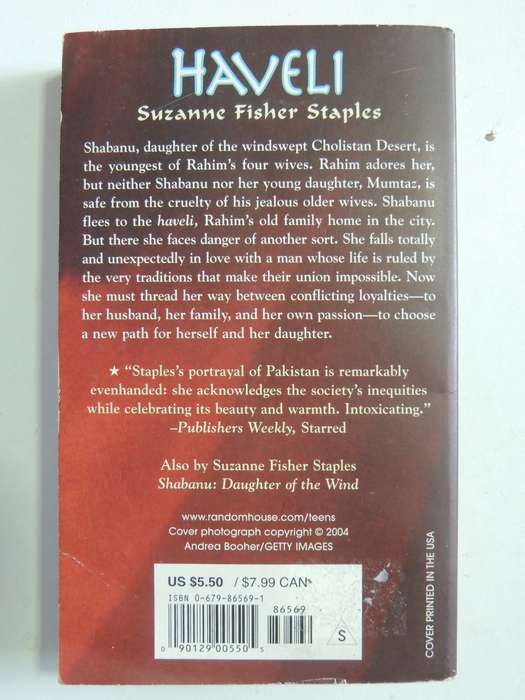 HAVELI
Suzanne Fisher Staples
Shabanu, daughter of the windswept Cholistan Desert, is
the youngest of Rahim's four wives. Rahim adores her,
but neither Shabanu nor her young daughter, Mumtaz, is
safe from the cruelty of his jealous older wives. Shabanu
flees to the haveli, Rahim's old family home in the city.
But there she faces danger of another sort. She falls totally
and unexpectedly in love with a man whose life is ruled by
the very traditions that make their union impossible. Now
she must thread her way between conflicting loyalties—to
her husband, her family, and her own passion—to choose
a new path for herself and her daughter.
★ “Staples's portrayal of Pakistan is remarkably
evenhanded: she acknowledges the society's inequities
while celebrating its beauty and warmth. Intoxicating.”
–Publishers Weekly, Starred
Also by Suzanne Fisher Staples
Shabanu: Daughter of the Wind
www.randomhouse.com/teens
Cover photograph copyright © 2004
Andrea Booher/GETTY IMAGES
US $5.50 / $7.99 CAN
ISBN 0-679-86569-1
86569
0 90129 00550 5
S
COVER PRINTED IN THE USA